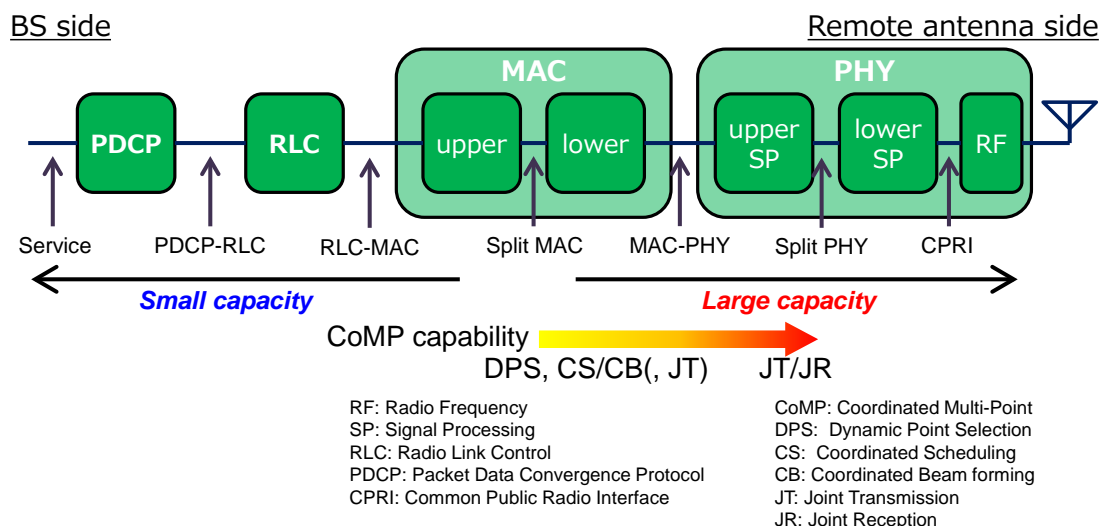 BS side
Remote antenna side
MAC
PHY
PDCP
RLC
upper
lower
upper
SP
lower
SP
RF
Service
PDCP-RLC
RLC-MAC
Split MAC
MAC-PHY
Split PHY
CPRI
Small capacity
Large capacity
CoMP capability
DPS, CS/CB(, JT)
JT/JR
RF: Radio Frequency
SP: Signal Processing
RLC: Radio Link Control
PDCP: Packet Data Convergence Protocol
CPRI: Common Public Radio Interface
CoMP: Coordinated Multi-Point
DPS: Dynamic Point Selection
CS: Coordinated Scheduling
CB: Coordinated Beam forming
JT: Joint Transmission
JR: Joint Reception